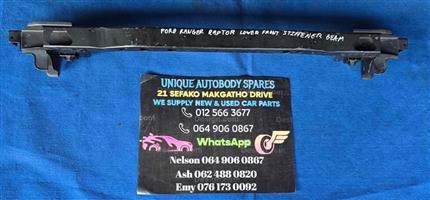 FORD RANGER RAPTOR LOWER FRONT STIFFENER BEAM
UNIQUE AUTOBODY SPARES
21 SEFAKO MAKGATHO DRIVE
WE SUPPLY NEW & USED CAR PARTS
012 566 3677
064 906 0867
WhatsApp
Nelson 064 906 0867
Ash 062 488 0820
Emy 076 173 0092